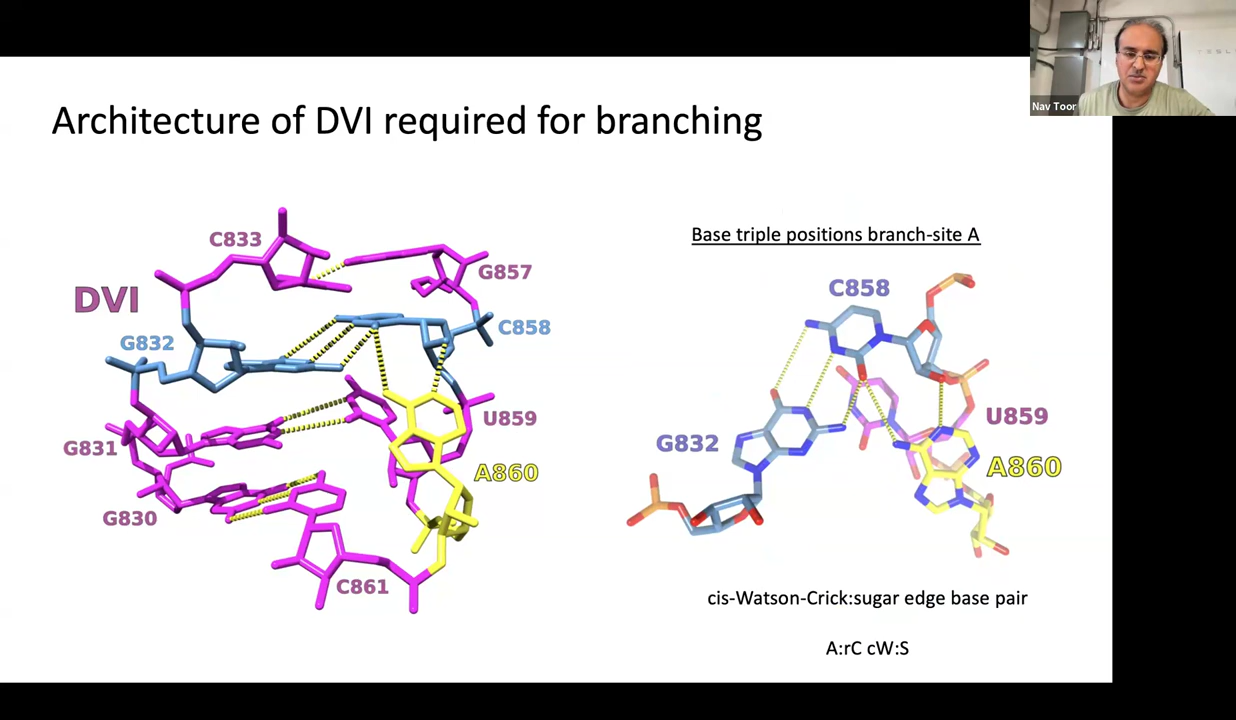 Nav Toor
Architecture of DVI required for branching
C833
G857
DVI
G832
C858
G831
U859
A860
G830
C861
Base triple positions branch-site A
C858
G832
U859
A860
cis-Watson-Crick:sugar edge base pair
A:rC cW:S